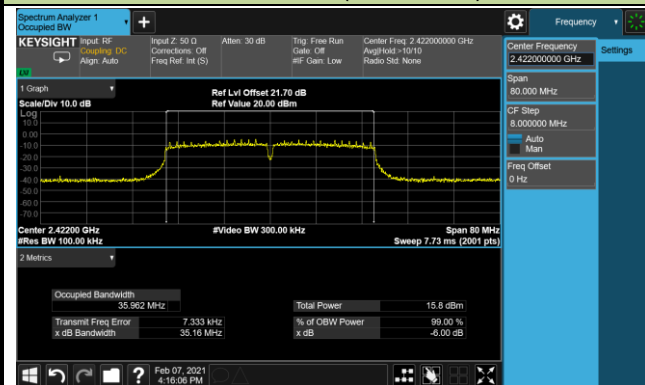 Spectrum Analyzer 1
Occupied BW
Frequency
KEYSIGHT
Input: RF
Coupling: DC
Align: Auto
Input Z: 50 Ω
Corrections: Off
Freq Ref: Int (S)
Atten: 30 dB
Trig: Free Run
Gate: Off
#IF Gain: Low
Center Freq: 2.422000000 GHz
Avg|Hold:>10/10
Radio Std: None
LU
Center Frequency
2.422000000 GHz
Settings
Span
80.000 MHz
CF Step
8.000000 MHz
Auto
Man
Freq Offset
0 Hz
1 Graph
Scale/Div 10.0 dB
Ref Lvl Offset 21.70 dB
Ref Value 20.00 dBm
Log
10.0
0.00
-10.0
-20.0
-30.0
-40.0
-50.0
-60.0
-70.0
Center 2.42200 GHz
#Res BW 100.00 kHz
#Video BW 300.00 kHz
Span 80 MHz
Sweep 7.73 ms (2001 pts)
2 Metrics
Occupied Bandwidth
35.962 MHz
Total Power 15.8 dBm
Transmit Freq Error 7.333 kHz
% of OBW Power 99.00 %
x dB Bandwidth 35.16 MHz
x dB -6.00 dB
Feb 07, 2021
4:16:06 PM